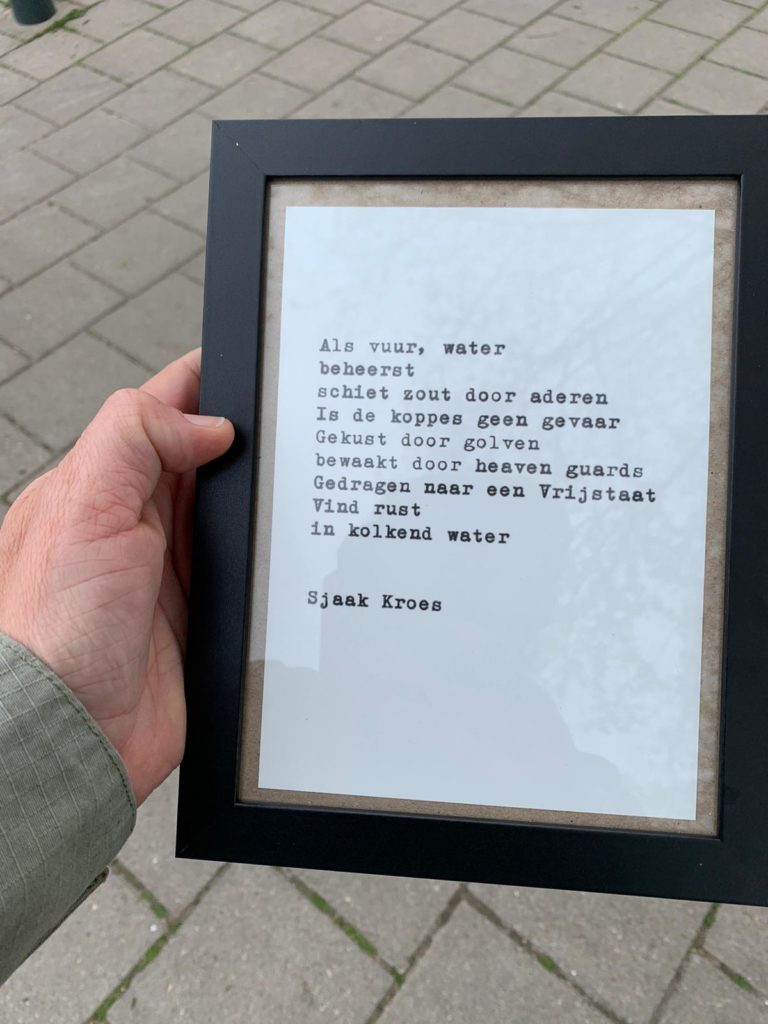 Als vuur, water
beheerst
schiet zout door aderen
Is de koppes geen gevaar
Gekust door golven
bewaakt door heaven guards
Gedragen naar een Vrijstaat
Vind rust
in kolkend water
Sjaak Kroes